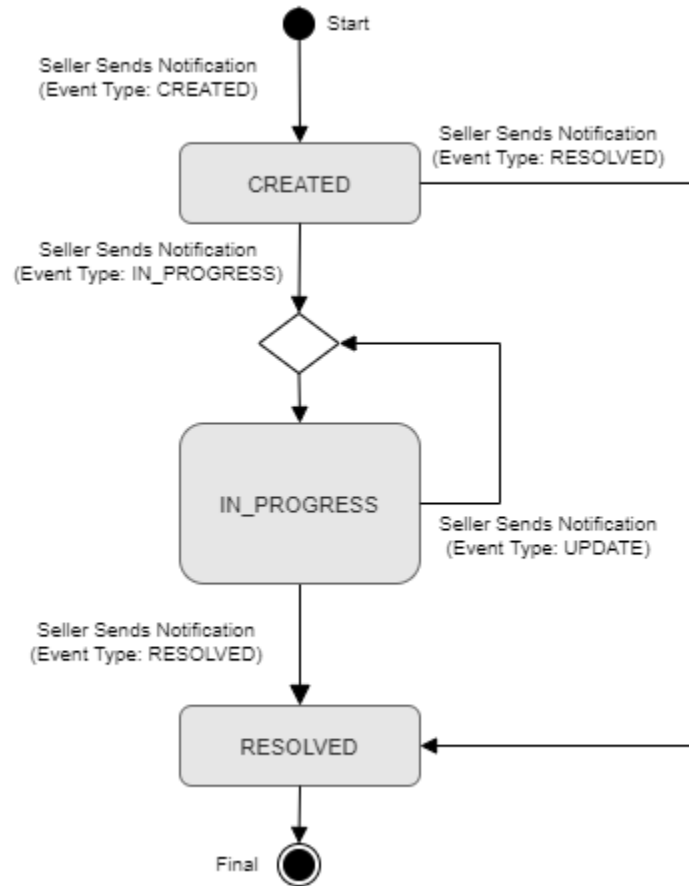 Start
Seller Sends Notification
(Event Type: CREATED)
Seller Sends Notification
(Event Type: RESOLVED)
CREATED
Seller Sends Notification
(Event Type: IN_PROGRESS)
IN_PROGRESS
Seller Sends Notification
(Event Type: UPDATE)
Seller Sends Notification
(Event Type: RESOLVED)
RESOLVED
Final